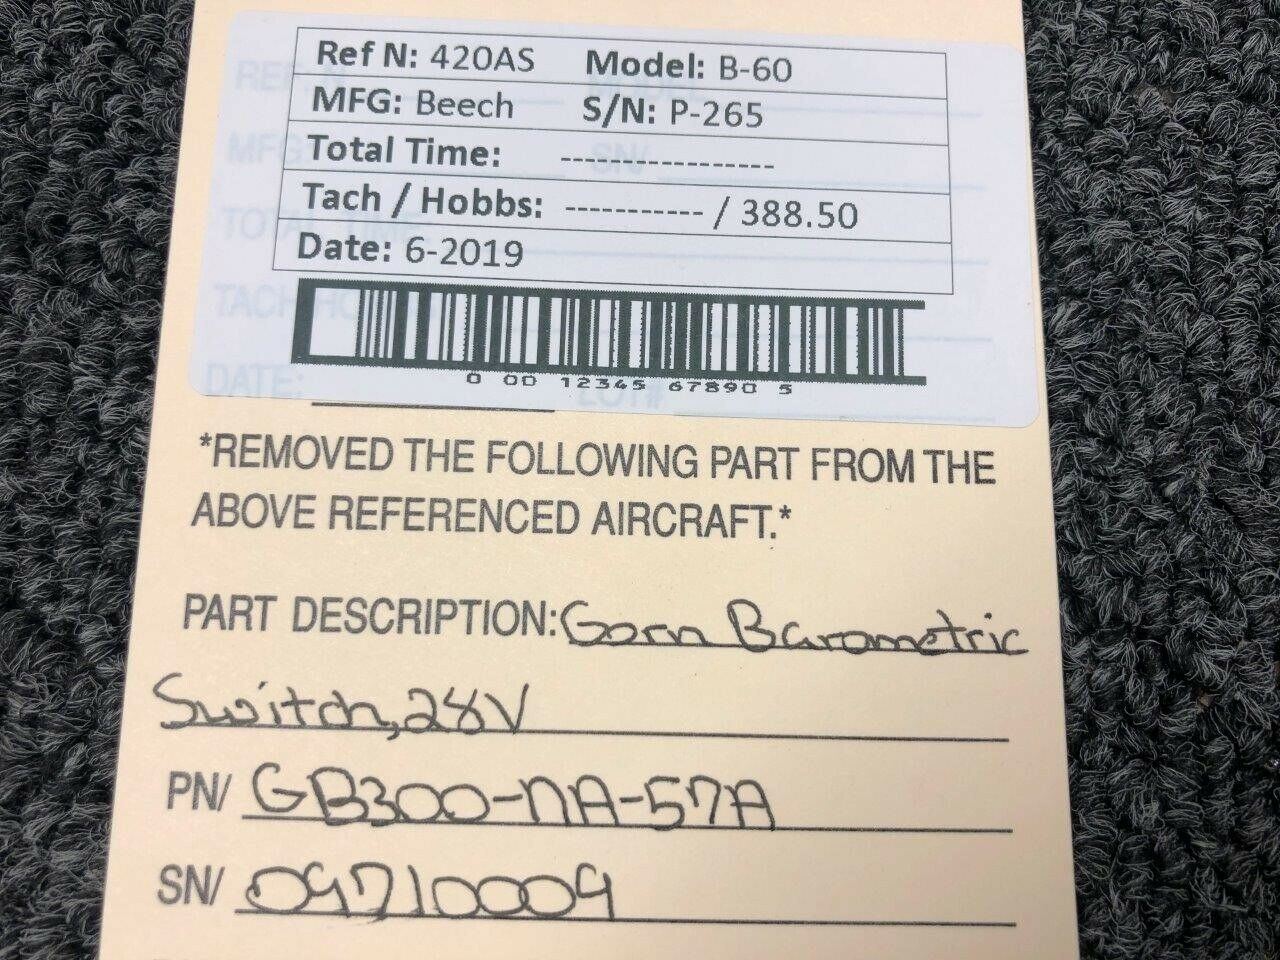 Ref N: 420AS Model: B-60
MFG: Beech S/N: P-265
Total Time: -----------------
Tach / Hobbs: ----------- / 388.50
Date: 6-2019
0 00 12345 67890 5
*REMOVED THE FOLLOWING PART FROM THE
ABOVE REFERENCED AIRCRAFT.*
PART DESCRIPTION: Gorn Barometric
Switch, 28V
PN/ GB300-NA-57A
SN/ 09710009